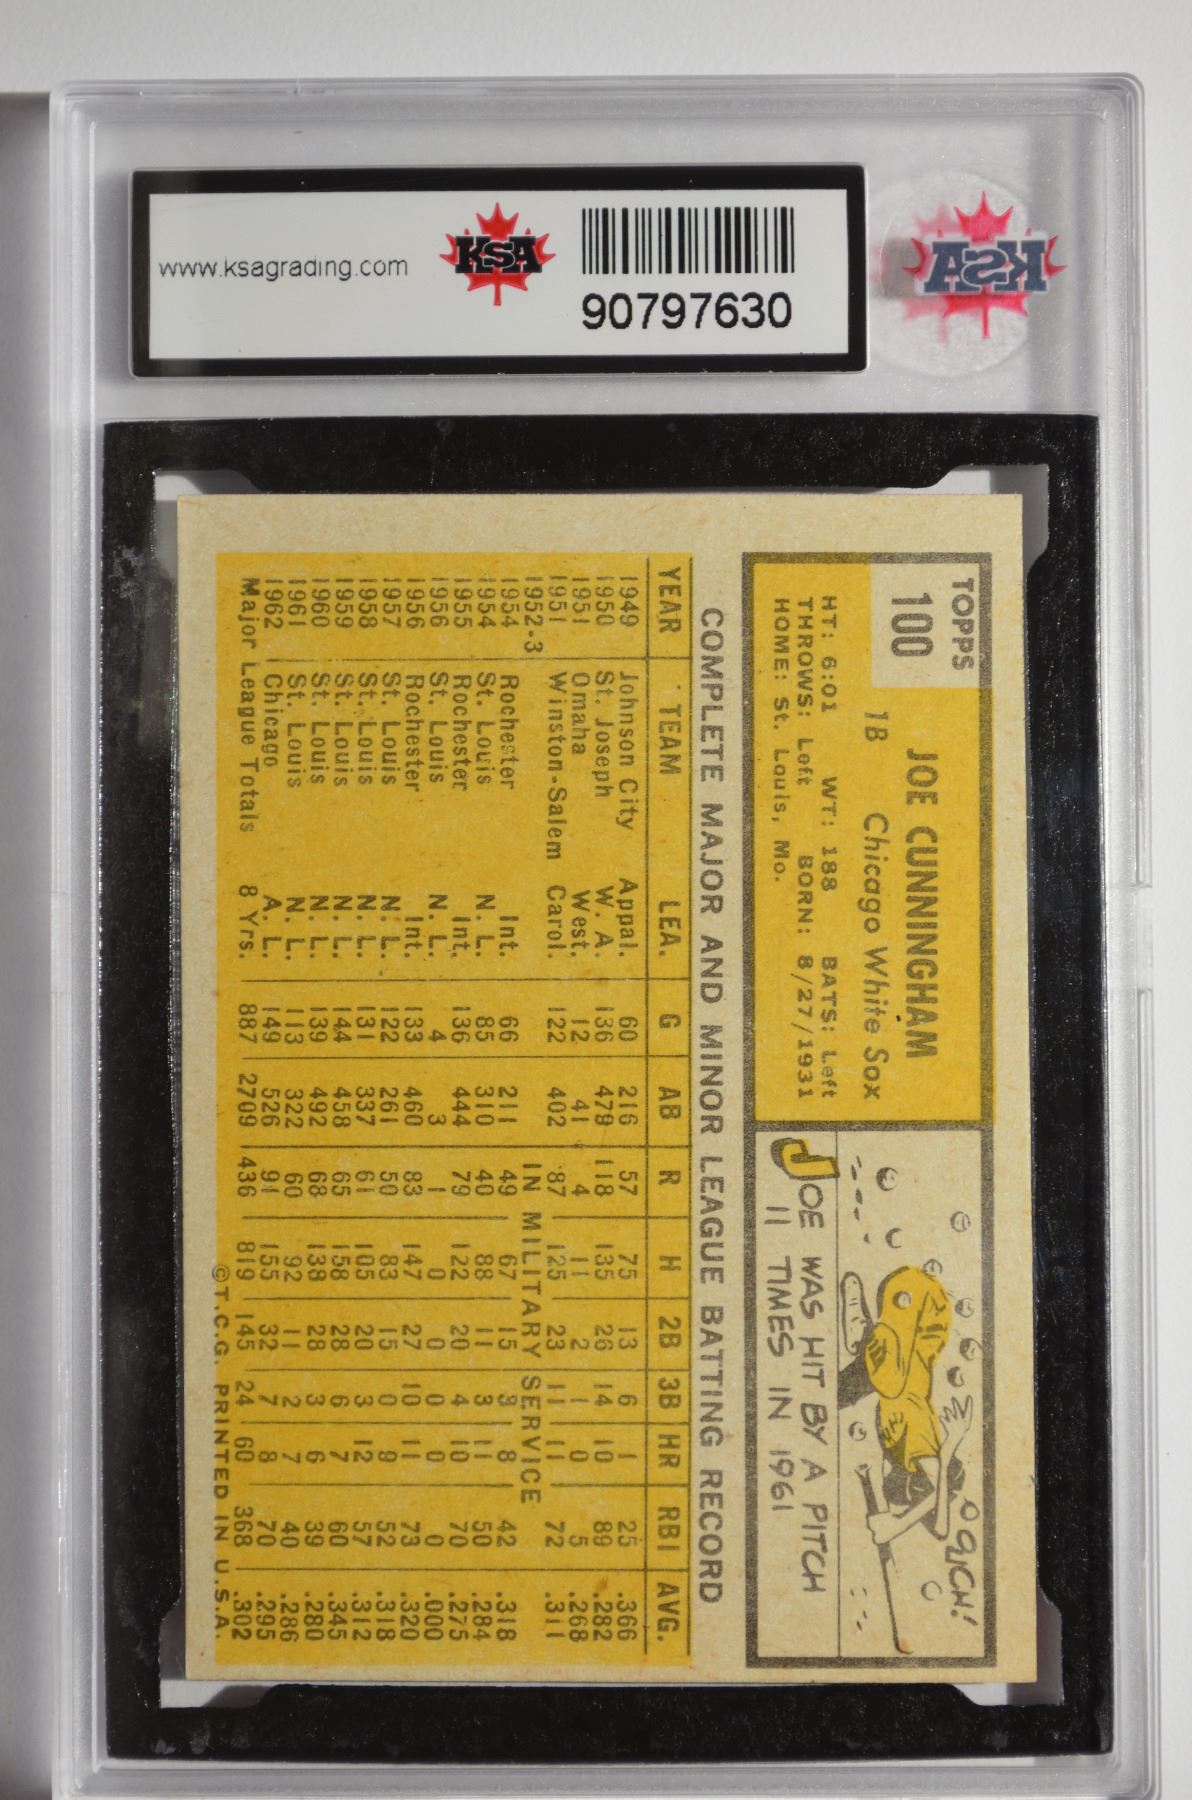 www.ksagrading.com
KSA
90797630
KSA
TOPPS
100
JOE CUNNINGHAM
1B Chicago White Sox
HT: 6:01 WT: 188 BATS: Left
THROWS: Left BORN: 8/27/1931
HOME: St. Louis, Mo.
OUCH!
JOE WAS HIT BY A PITCH
11 TIMES IN 1961
COMPLETE MAJOR AND MINOR LEAGUE BATTING RECORD
YEAR TEAM LEA. G AB R H 2B 3B HR RBI AVG.
1949 Johnson City Appal. 60 216 57 75 13 6 1 25 .366
1950 St. Joseph W. A. 136 479 118 135 26 14 10 89 .282
1951 Omaha West. 12 41 4 11 2 1 0 5 .268
1951 Winston-Salem Carol. 122 402 87 125 23 11 11 72 .311
1952-3 IN MILITARY SERVICE
1954 Rochester Int. 66 211 49 67 15 9 8 42 .318
1954 St. Louis N. L. 85 310 40 88 11 3 11 50 .284
1955 Rochester Int. 136 444 79 122 20 4 10 70 .275
1956 St. Louis N. L. 4 3 1 0 0 0 0 0 .000
1956 Rochester Int. 133 460 83 147 27 10 11 73 .320
1957 St. Louis N. L. 122 261 50 83 15 0 9 52 .318
1958 St. Louis N. L. 131 337 61 105 20 3 12 57 .312
1959 St. Louis N. L. 144 458 65 158 28 6 7 60 .345
1960 St. Louis N. L. 139 492 68 138 28 3 6 39 .280
1961 St. Louis N. L. 113 322 60 92 11 2 7 40 .286
1962 Chicago A. L. 149 526 91 155 32 7 8 70 .295
Major League Totals 8 Yrs. 887 2709 436 819 145 24 60 368 .302
©T.C.G. PRINTED IN U.S.A.